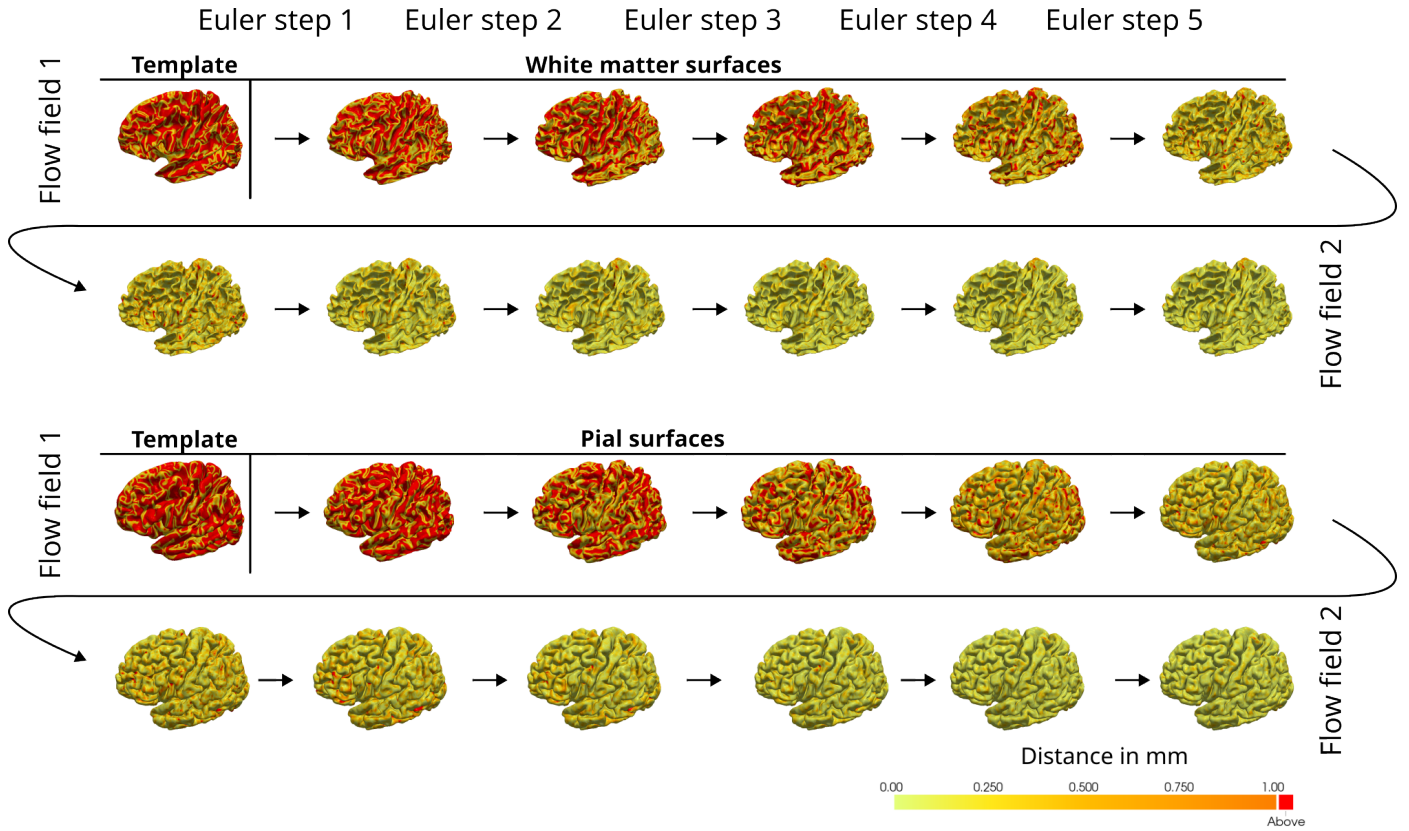 Euler step 1 Euler step 2 Euler step 3 Euler step 4 Euler step 5
Template White matter surfaces
Flow field 1
Flow field 2
Template Pial surfaces
Flow field 1
Flow field 2
Distance in mm
0.00 0.250 0.500 0.750 1.00
Above